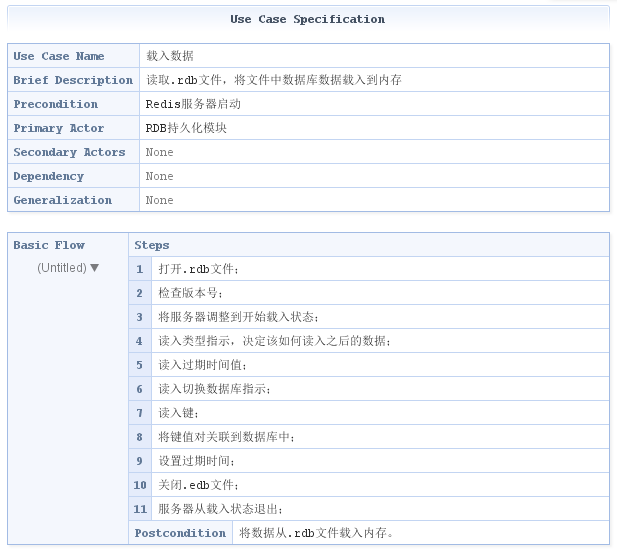 Use Case Specification
Use Case Name 载入数据
Brief Description 读取.rdb文件，将文件中数据库数据载入到内存
Precondition Redis服务器启动
Primary Actor RDB持久化模块
Secondary Actors None
Dependency None
Generalization None
Basic Flow Steps
(Untitled) ▼
1 打开.rdb文件;
2 检查版本号;
3 将服务器调整到开始载入状态;
4 读入类型指示，决定该如何读入之后的数据;
5 读入过期时间值;
6 读入切换数据库指示;
7 读入键;
8 将键值对关联到数据库中;
9 设置过期时间;
10 关闭.edb文件;
11 服务器从载入状态退出;
Postcondition 将数据从.rdb文件载入内存。